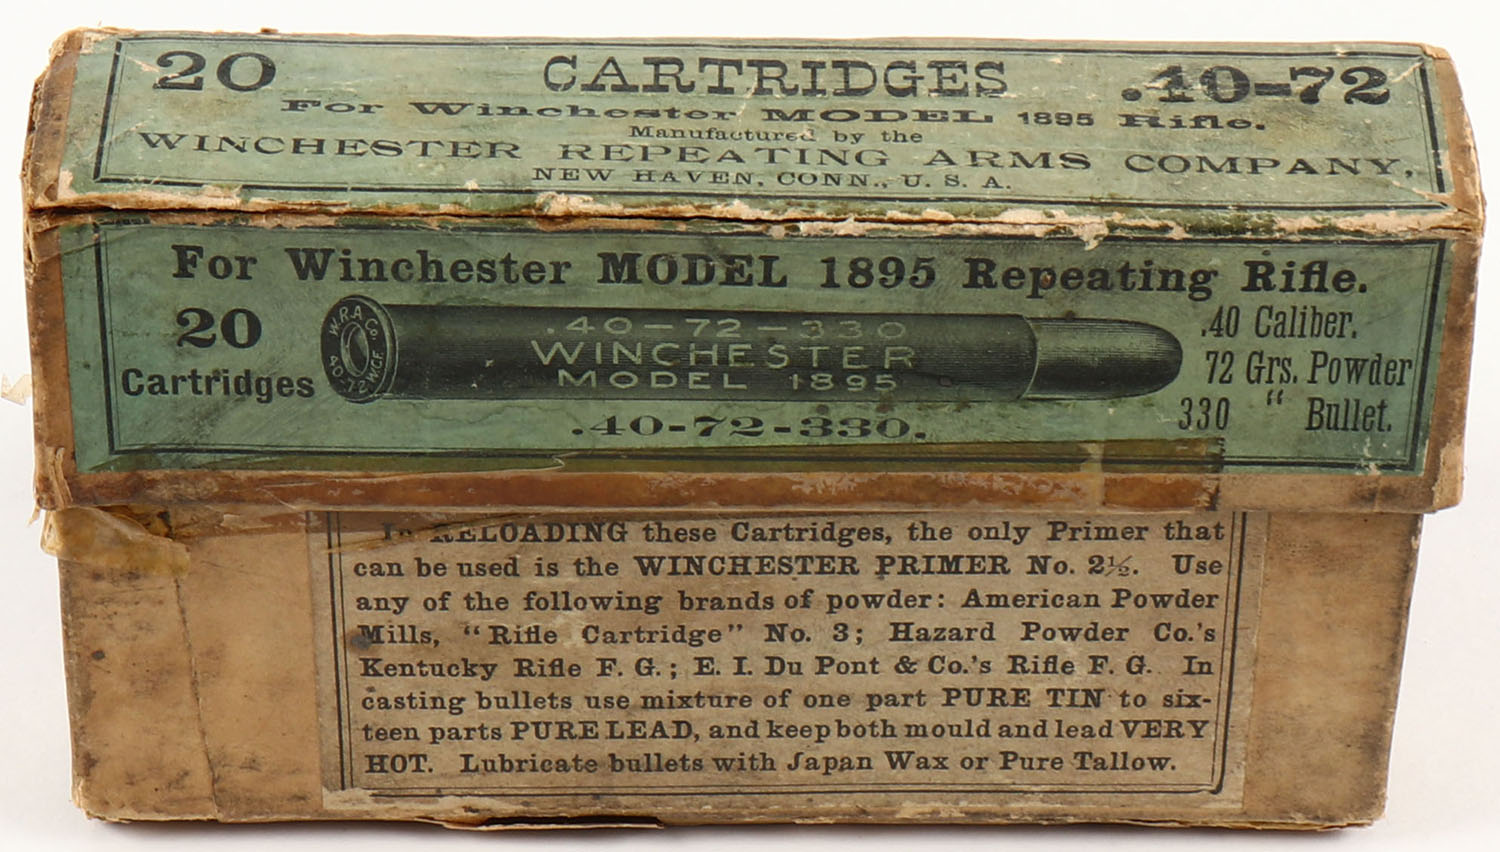 20 CARTRIDGES .40-72
For Winchester MODEL 1895 Rifle.
Manufactured by the
WINCHESTER REPEATING ARMS COMPANY,
NEW HAVEN, CONN., U. S. A.
For Winchester MODEL 1895 Repeating Rifle.
20
Cartridges
W.R.A.Co.
40-72 W.C.F.
.40-72-330
WINCHESTER
MODEL 1895
.40-72-330.
.40 Caliber.
72 Grs. Powder
330 " Bullet.
In RELOADING these Cartridges, the only Primer that
can be used is the WINCHESTER PRIMER No. 2½. Use
any of the following brands of powder: American Powder
Mills, "Rifle Cartridge" No. 3; Hazard Powder Co.'s
Kentucky Rifle F. G.; E. I. Du Pont & Co.'s Rifle F. G. In
casting bullets use mixture of one part PURE TIN to six-
teen parts PURE LEAD, and keep both mould and lead VERY
HOT. Lubricate bullets with Japan Wax or Pure Tallow.